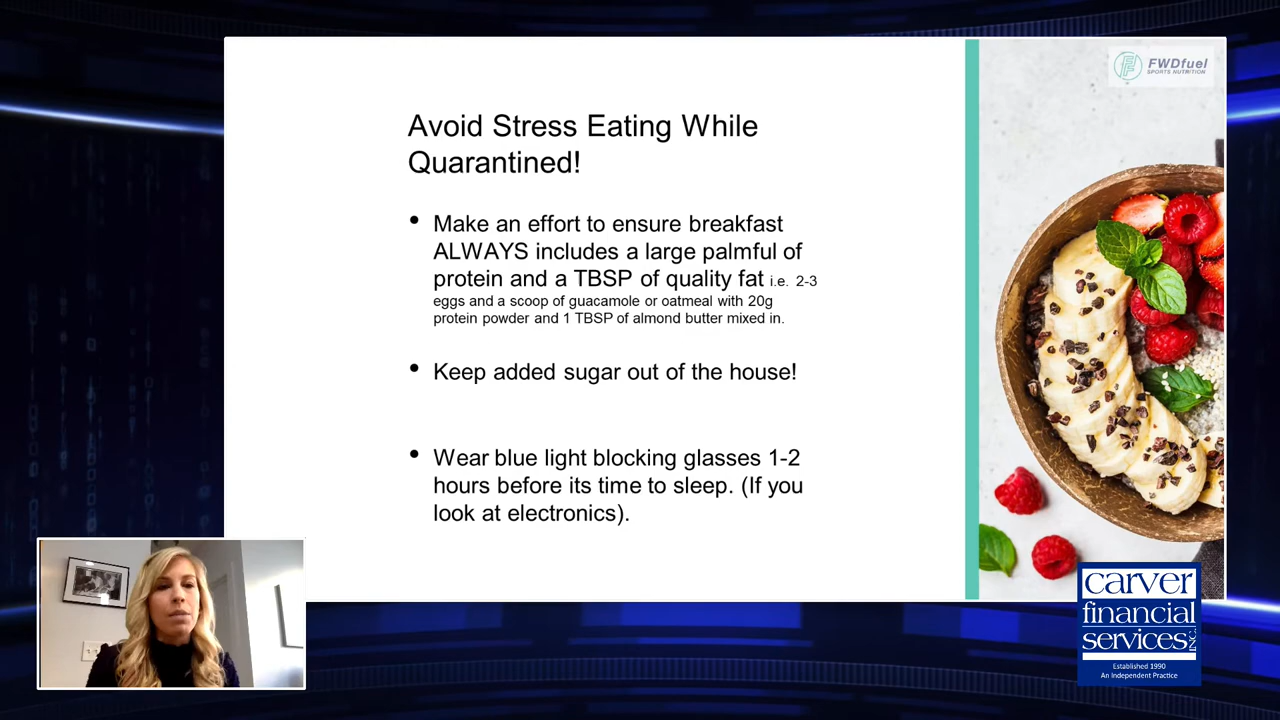 FWDfuel
SPORTS NUTRITION
Avoid Stress Eating While
Quarantined!
• Make an effort to ensure breakfast
ALWAYS includes a large palmful of
protein and a TBSP of quality fat i.e. 2-3
eggs and a scoop of guacamole or oatmeal with 20g
protein powder and 1 TBSP of almond butter mixed in.
• Keep added sugar out of the house!
• Wear blue light blocking glasses 1-2
hours before its time to sleep. (If you
look at electronics).
carver
financial
services INC.
Established 1990
An Independent Practice